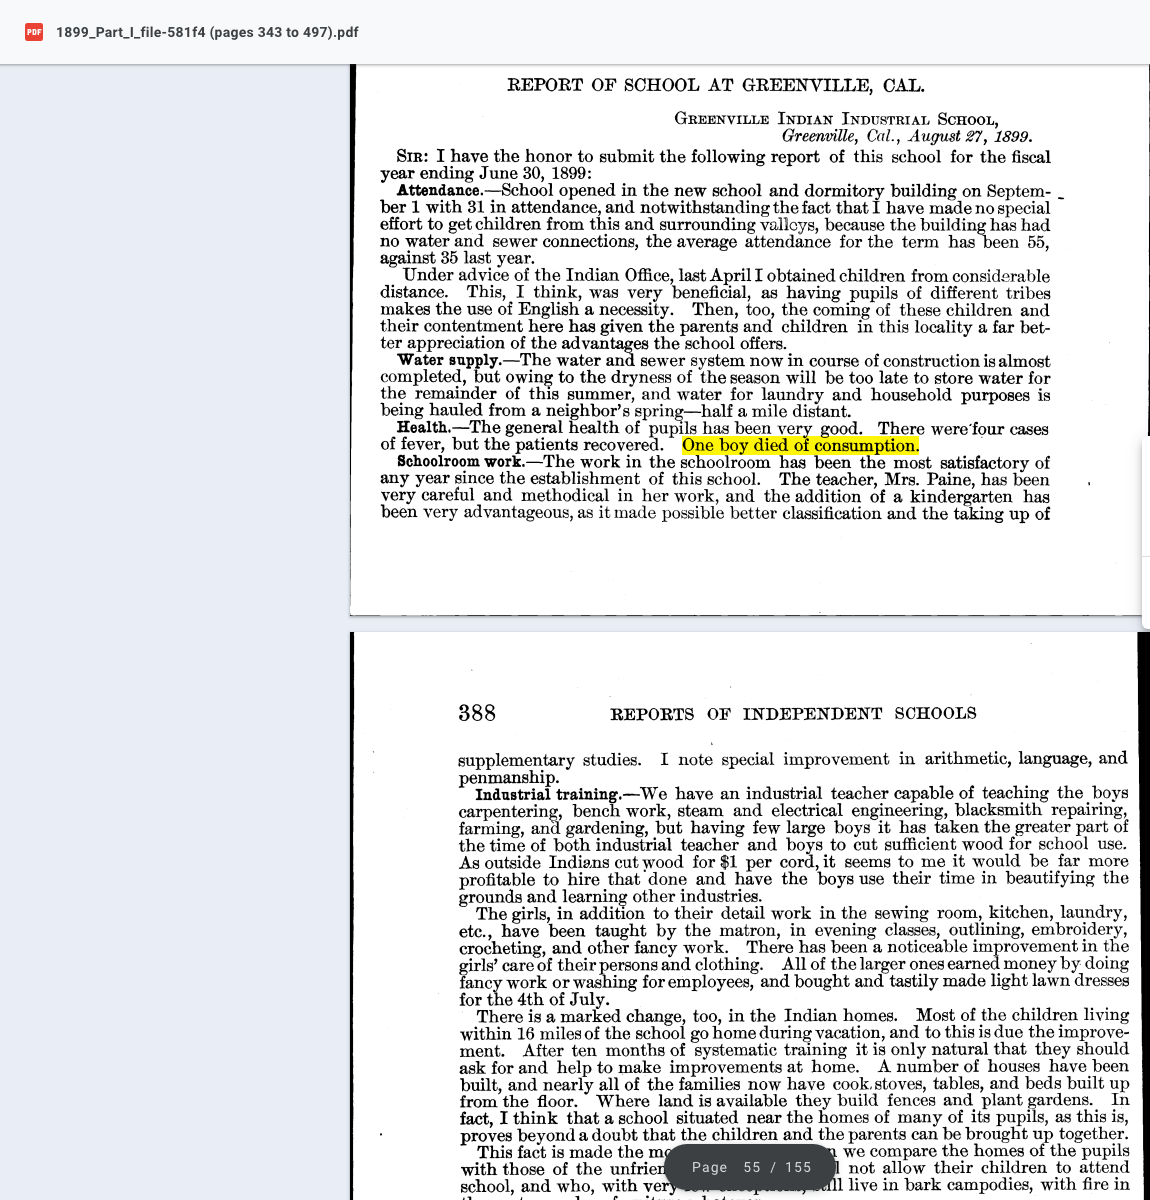 PDF 1899_Part_I_file-581f4 (pages 343 to 497).pdf
REPORT OF SCHOOL AT GREENVILLE, CAL.
GREENVILLE INDIAN INDUSTRIAL SCHOOL,
Greenville, Cal., August 27, 1899.
SIR: I have the honor to submit the following report of this school for the fiscal
year ending June 30, 1899:
Attendance.—School opened in the new school and dormitory building on Septem-
ber 1 with 31 in attendance, and notwithstanding the fact that I have made no special
effort to get children from this and surrounding valleys, because the building has had
no water and sewer connections, the average attendance for the term has been 55,
against 35 last year.
Under advice of the Indian Office, last April I obtained children from considerable
distance. This, I think, was very beneficial, as having pupils of different tribes
makes the use of English a necessity. Then, too, the coming of these children and
their contentment here has given the parents and children in this locality a far bet-
ter appreciation of the advantages the school offers.
Water supply.—The water and sewer system now in course of construction is almost
completed, but owing to the dryness of the season will be too late to store water for
the remainder of this summer, and water for laundry and household purposes is
being hauled from a neighbor's spring—half a mile distant.
Health.—The general health of pupils has been very good. There were four cases
of fever, but the patients recovered. One boy died of consumption.
Schoolroom work.—The work in the schoolroom has been the most satisfactory of
any year since the establishment of this school. The teacher, Mrs. Paine, has been
very careful and methodical in her work, and the addition of a kindergarten has
been very advantageous, as it made possible better classification and the taking up of
388 REPORTS OF INDEPENDENT SCHOOLS
supplementary studies. I note special improvement in arithmetic, language, and
penmanship.
Industrial training.—We have an industrial teacher capable of teaching the boys
carpentering, bench work, steam and electrical engineering, blacksmith repairing,
farming, and gardening, but having few large boys it has taken the greater part of
the time of both industrial teacher and boys to cut sufficient wood for school use.
As outside Indians cut wood for $1 per cord, it seems to me it would be far more
profitable to hire that done and have the boys use their time in beautifying the
grounds and learning other industries.
The girls, in addition to their detail work in the sewing room, kitchen, laundry,
etc., have been taught by the matron, in evening classes, outlining, embroidery,
crocheting, and other fancy work. There has been a noticeable improvement in the
girls' care of their persons and clothing. All of the larger ones earned money by doing
fancy work or washing for employees, and bought and tastily made light lawn dresses
for the 4th of July.
There is a marked change, too, in the Indian homes. Most of the children living
within 16 miles of the school go home during vacation, and to this is due the improve-
ment. After ten months of systematic training it is only natural that they should
ask for and help to make improvements at home. A number of houses have been
built, and nearly all of the families now have cook stoves, tables, and beds built up
from the floor. Where land is available they build fences and plant gardens. In
fact, I think that a school situated near the homes of many of its pupils, as this is,
proves beyond a doubt that the children and the parents can be brought up together.
This fact is made the we compare the homes of the pupils
with those of the not allow their children to attend
school, and who, with very live in bark campodies, with fire in
Page 55 / 155